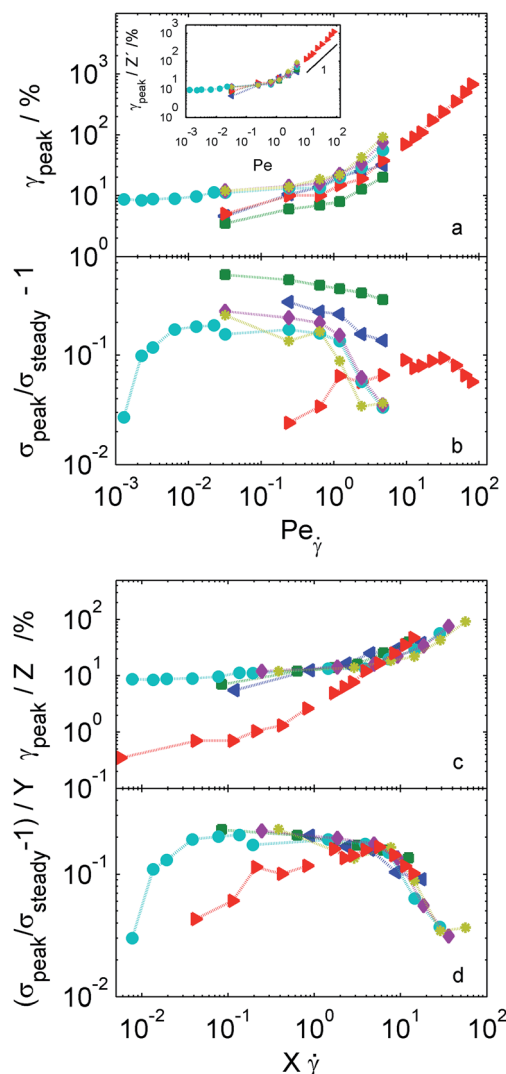 γpeak / Z´ / %
10³
10²
10¹
10⁰
10⁻³ 10⁻² 10⁻¹ 10⁰ 10¹ 10²
Pe
1
γpeak / %
10³
10²
10¹
10⁰
a
σpeak/σsteady - 1
10⁻¹
10⁻²
b
10⁻³ 10⁻² 10⁻¹ 10⁰ 10¹ 10²
Peγ̇
γpeak / Z /%
10²
10¹
10⁰
10⁻¹
c
(σpeak/σsteady-1) / Y
10⁻¹
10⁻²
d
10⁻² 10⁻¹ 10⁰ 10¹ 10²
X γ̇